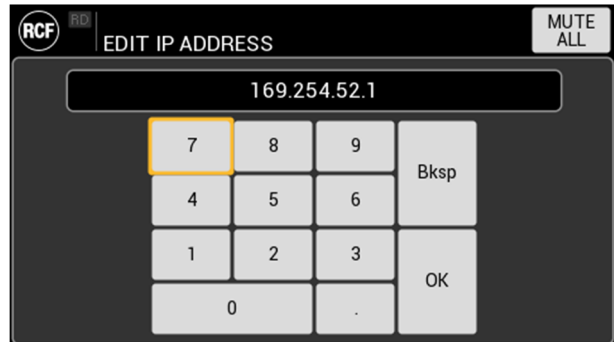 RCF
RD
EDIT IP ADDRESS
MUTE
ALL
169.254.52.1
7 8 9
Bksp
4 5 6
1 2 3
OK
0 .